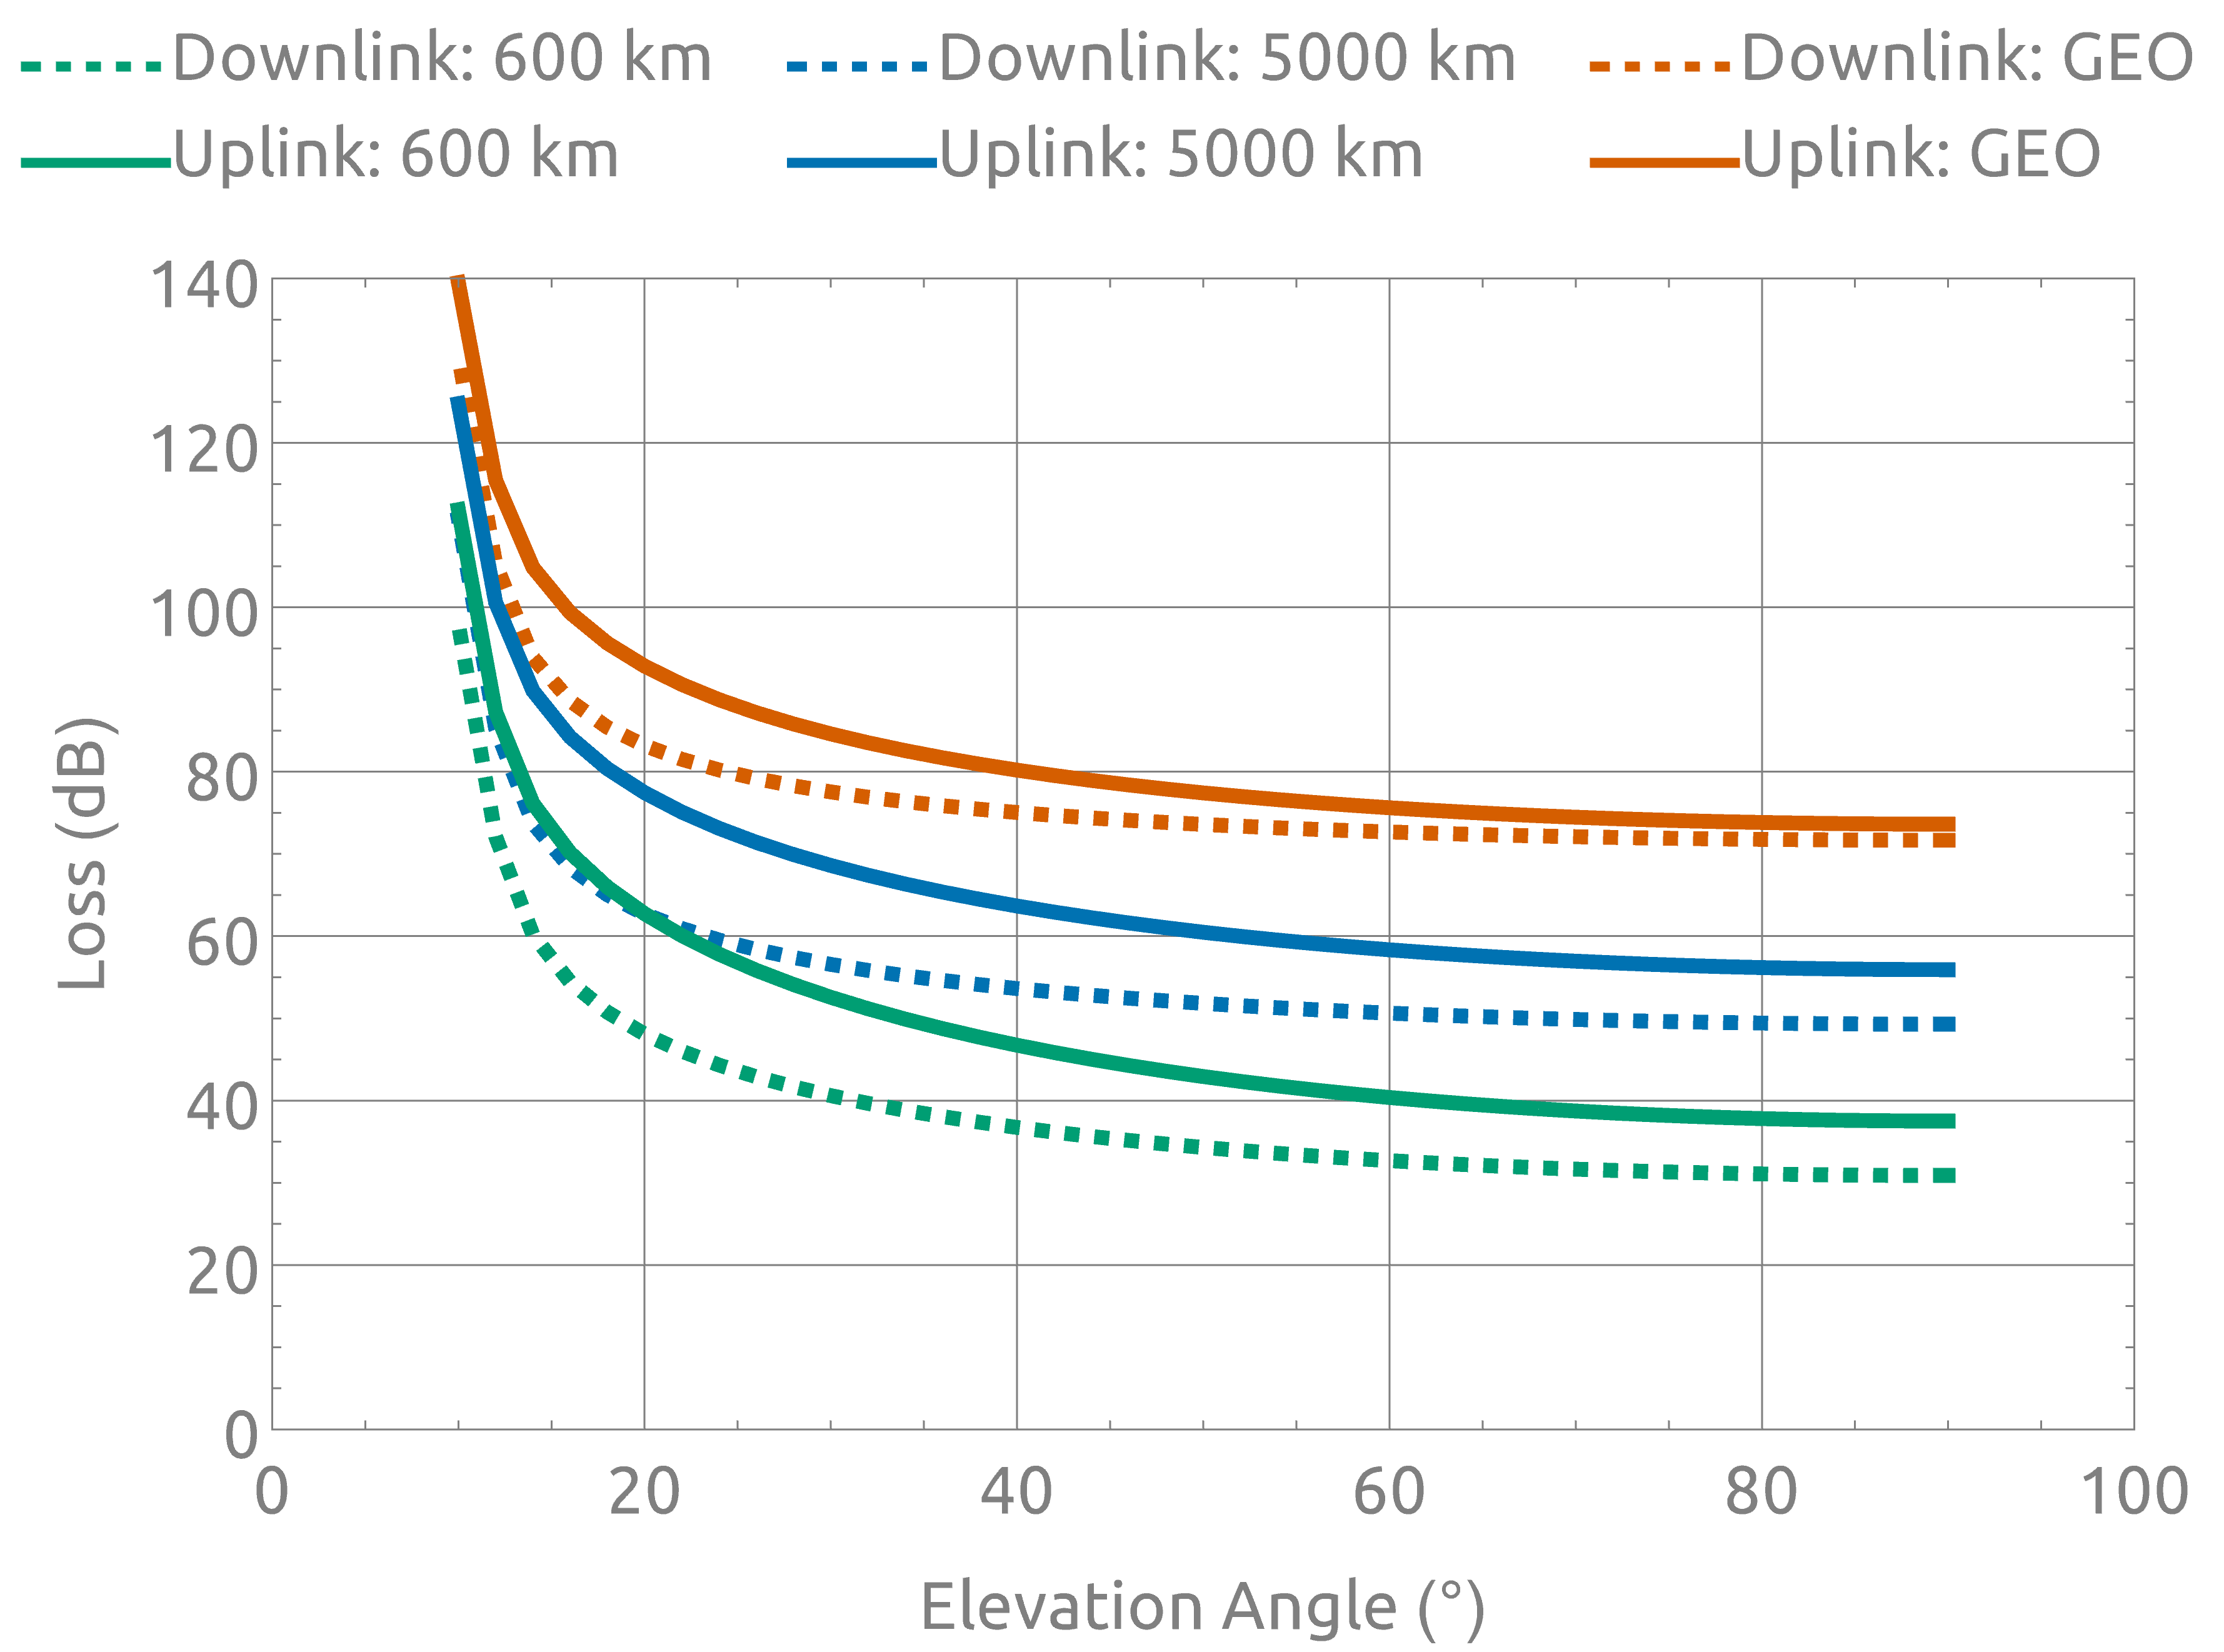 Downlink: 600 km Downlink: 5000 km Downlink: GEO
Uplink: 600 km Uplink: 5000 km Uplink: GEO
140
120
100
80
60
40
20
0
Loss (dB)
0 20 40 60 80 100
Elevation Angle (°)